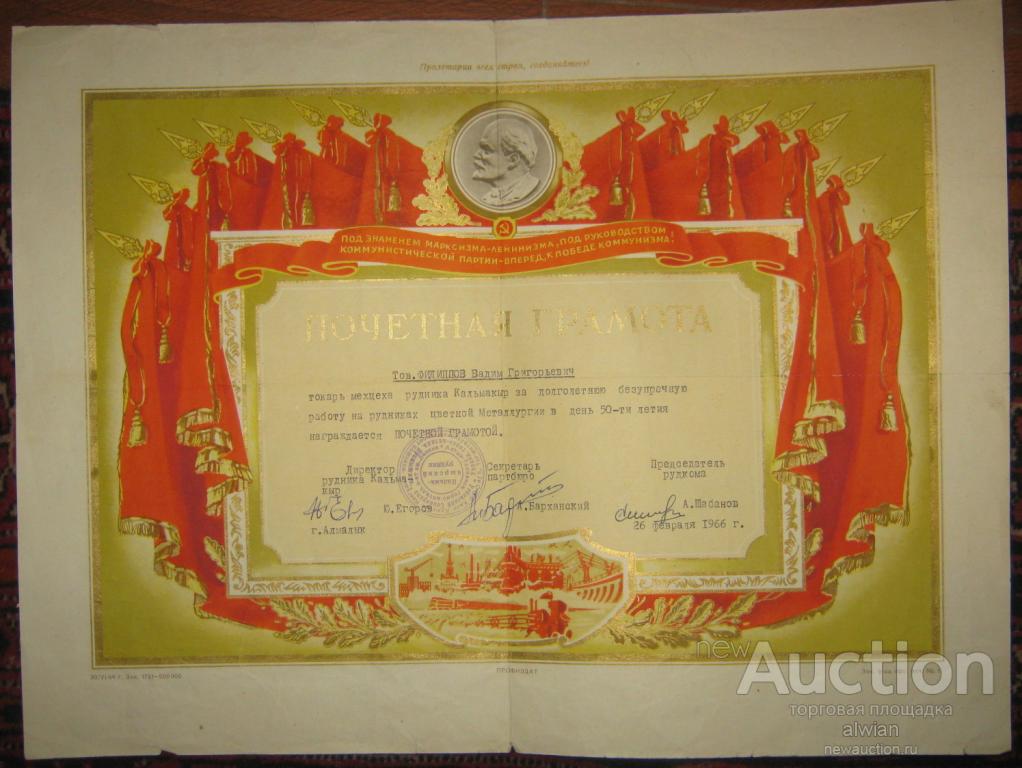 Пролетарии всех стран, соединяйтесь!
ПОД ЗНАМЕНЕМ МАРКСИЗМА-ЛЕНИНИЗМА, ПОД РУКОВОДСТВОМ
КОММУНИСТИЧЕСКОЙ ПАРТИИ-ВПЕРЕД, К ПОБЕДЕ КОММУНИЗМА!
ПОЧЕТНАЯ ГРАМОТА
Тов. ФИЛИППОВ Вадим Григорьевич
токарь мехцеха рудника Кальмакыр за долголетнюю безупречную
работу на рудниках цветной Металлургии в день 50-ти летия
награждается ПОЧЕТНОЙ ГРАМОТОЙ.
Директор рудника Кальма-
кыр
Ю.Егоров
Секретарь
партбюро
А.Барханский
Председатель
рудкома
А.Шабанов
г.Алмалык
26 февраля 1966 г.
ПРОФИЗДАТ
new Auction
торговая площадка
alwian
newauction.ru